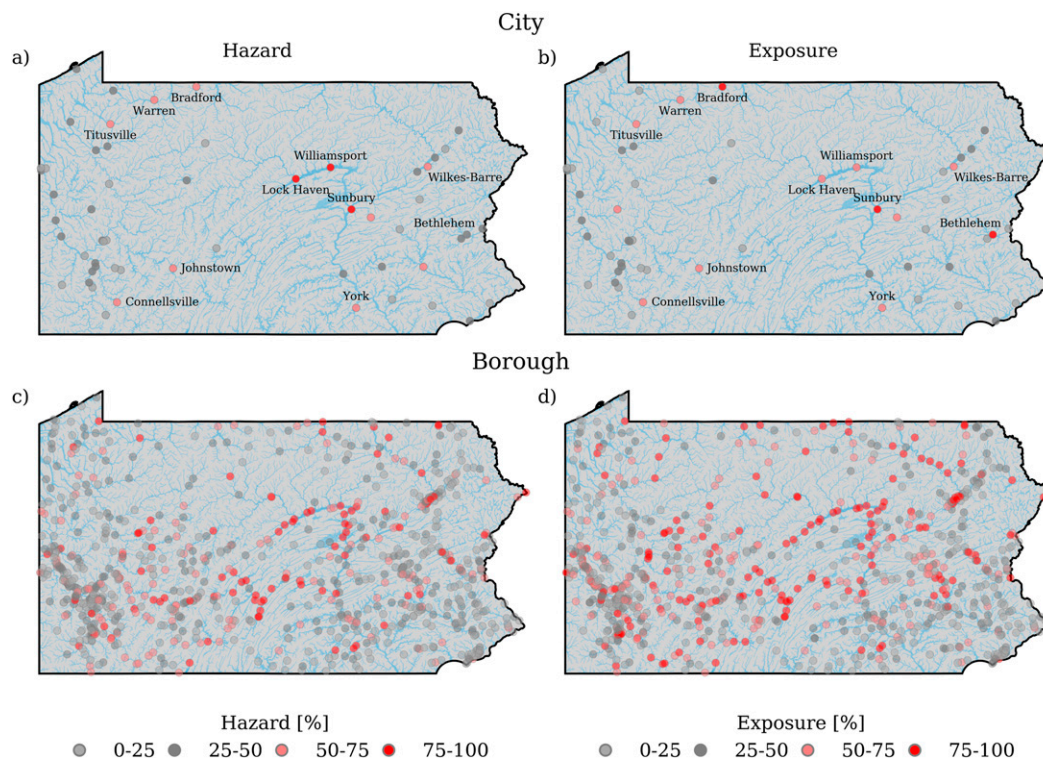 City
a) Hazard b) Exposure
Bradford Bradford
Warren Warren
Titusville Titusville
Williamsport Williamsport
Lock Haven Wilkes-Barre Lock Haven Wilkes-Barre
Sunbury Sunbury
Bethlehem Bethlehem
Johnstown Johnstown
York York
Connellsville Connellsville
Borough
c) d)
Hazard [%] Exposure [%]
0-25 25-50 50-75 75-100 0-25 25-50 50-75 75-100